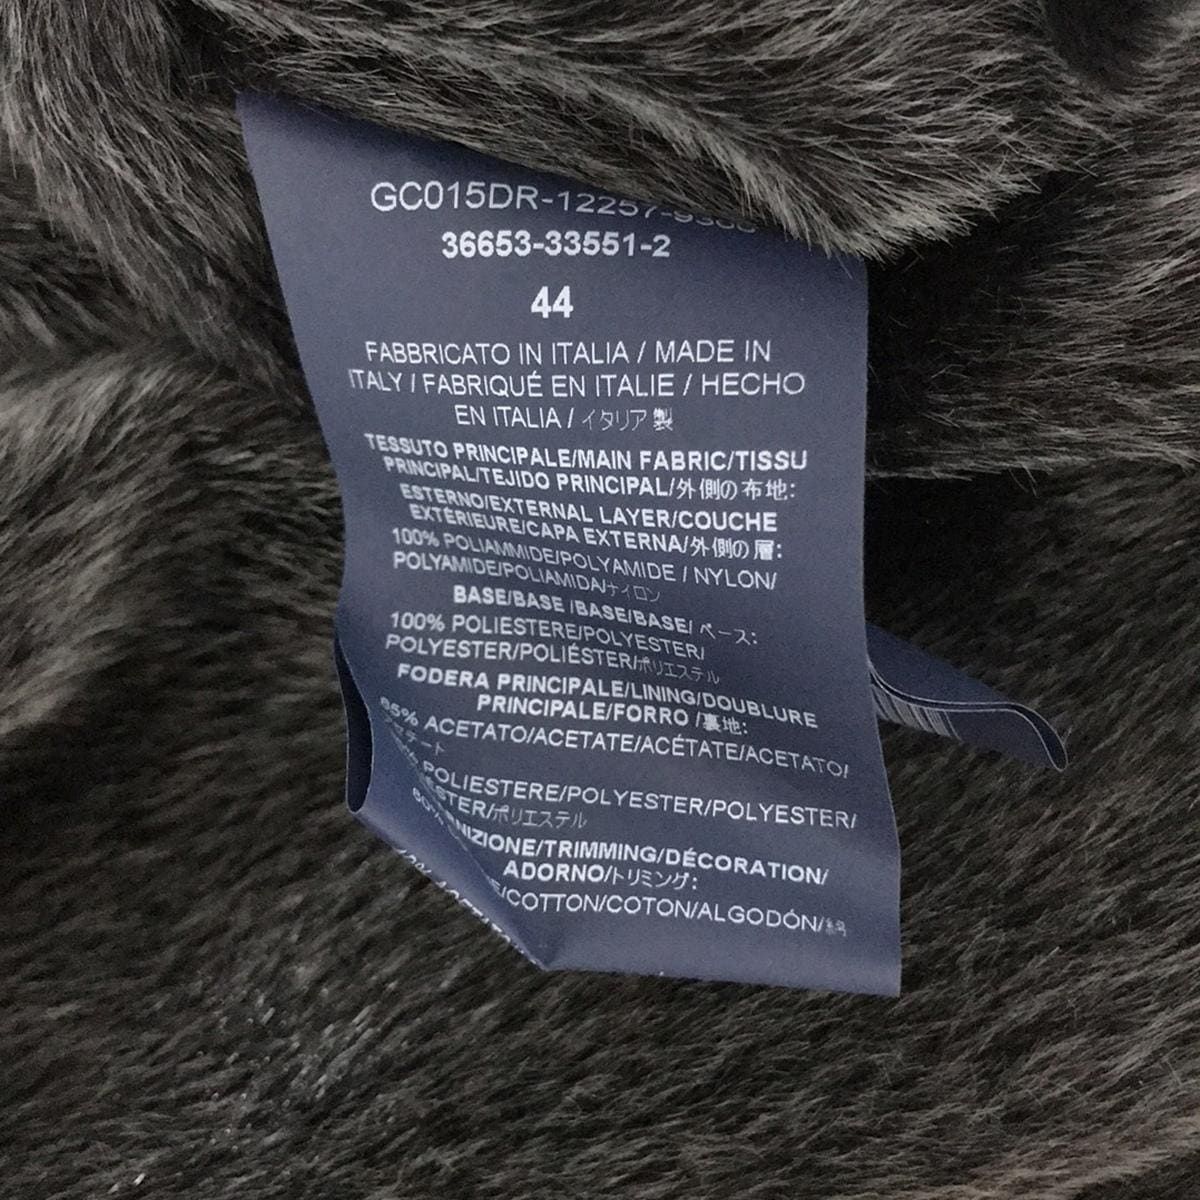 GC015DR-12257-9300
36653-33551-2
44
FABBRICATO IN ITALIA / MADE IN
ITALY / FABRIQUÉ EN ITALIE / HECHO
EN ITALIA / イタリア製
TESSUTO PRINCIPALE/MAIN FABRIC/TISSU
PRINCIPAL/TEJIDO PRINCIPAL/外側の布地:
ESTERNO/EXTERNAL LAYER/COUCHE
EXTÉRIEURE/CAPA EXTERNA/外側の層:
100% POLIAMMIDE/POLYAMIDE / NYLON/
POLYAMIDE/POLIAMIDA/ナイロン
BASE/BASE /BASE/BASE/ ベース:
100% POLIESTERE/POLYESTER/
POLYESTER/POLIÉSTER/ポリエステル
FODERA PRINCIPALE/LINING/DOUBLURE
PRINCIPALE/FORRO /裏地:
ACETATO/ACETATE/ACÉTATE/ACETATO/
POLIESTERE/POLYESTER/POLYESTER/
ポリエステル
/TRIMMING/DÉCORATION/
ADORNO/トリミング:
/COTTON/COTON/ALGODÓN/綿